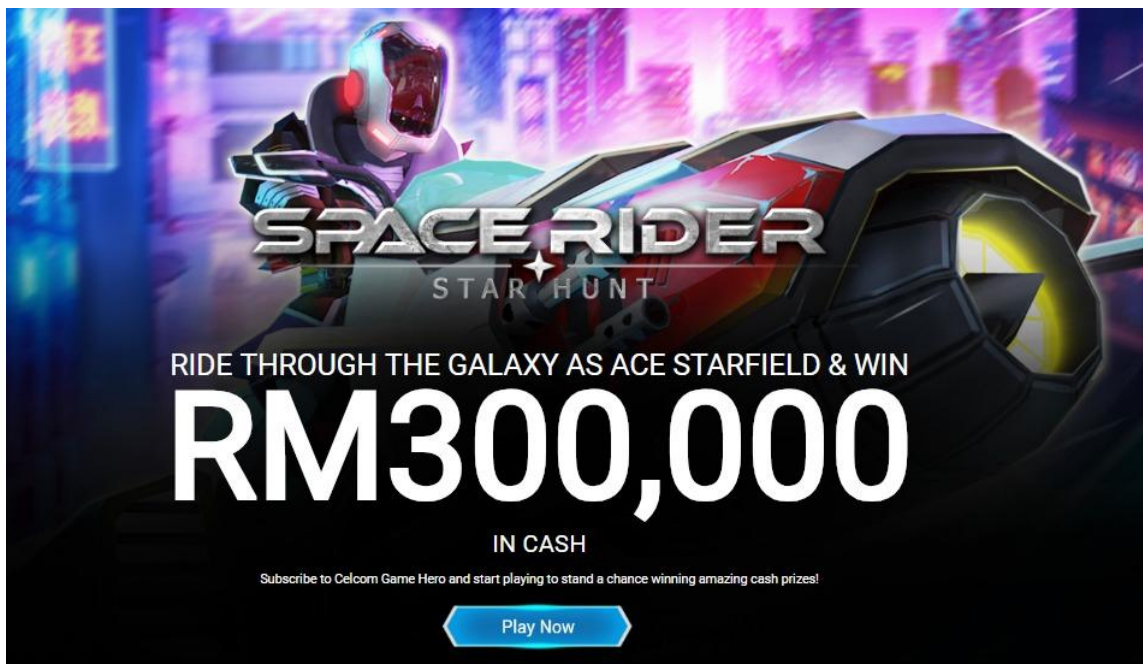 SPACE RIDER
STAR HUNT
RIDE THROUGH THE GALAXY AS ACE STARFIELD & WIN
RM300,000
IN CASH
Subscribe to Celcom Game Hero and start playing to stand a chance winning amazing cash prizes!
Play Now